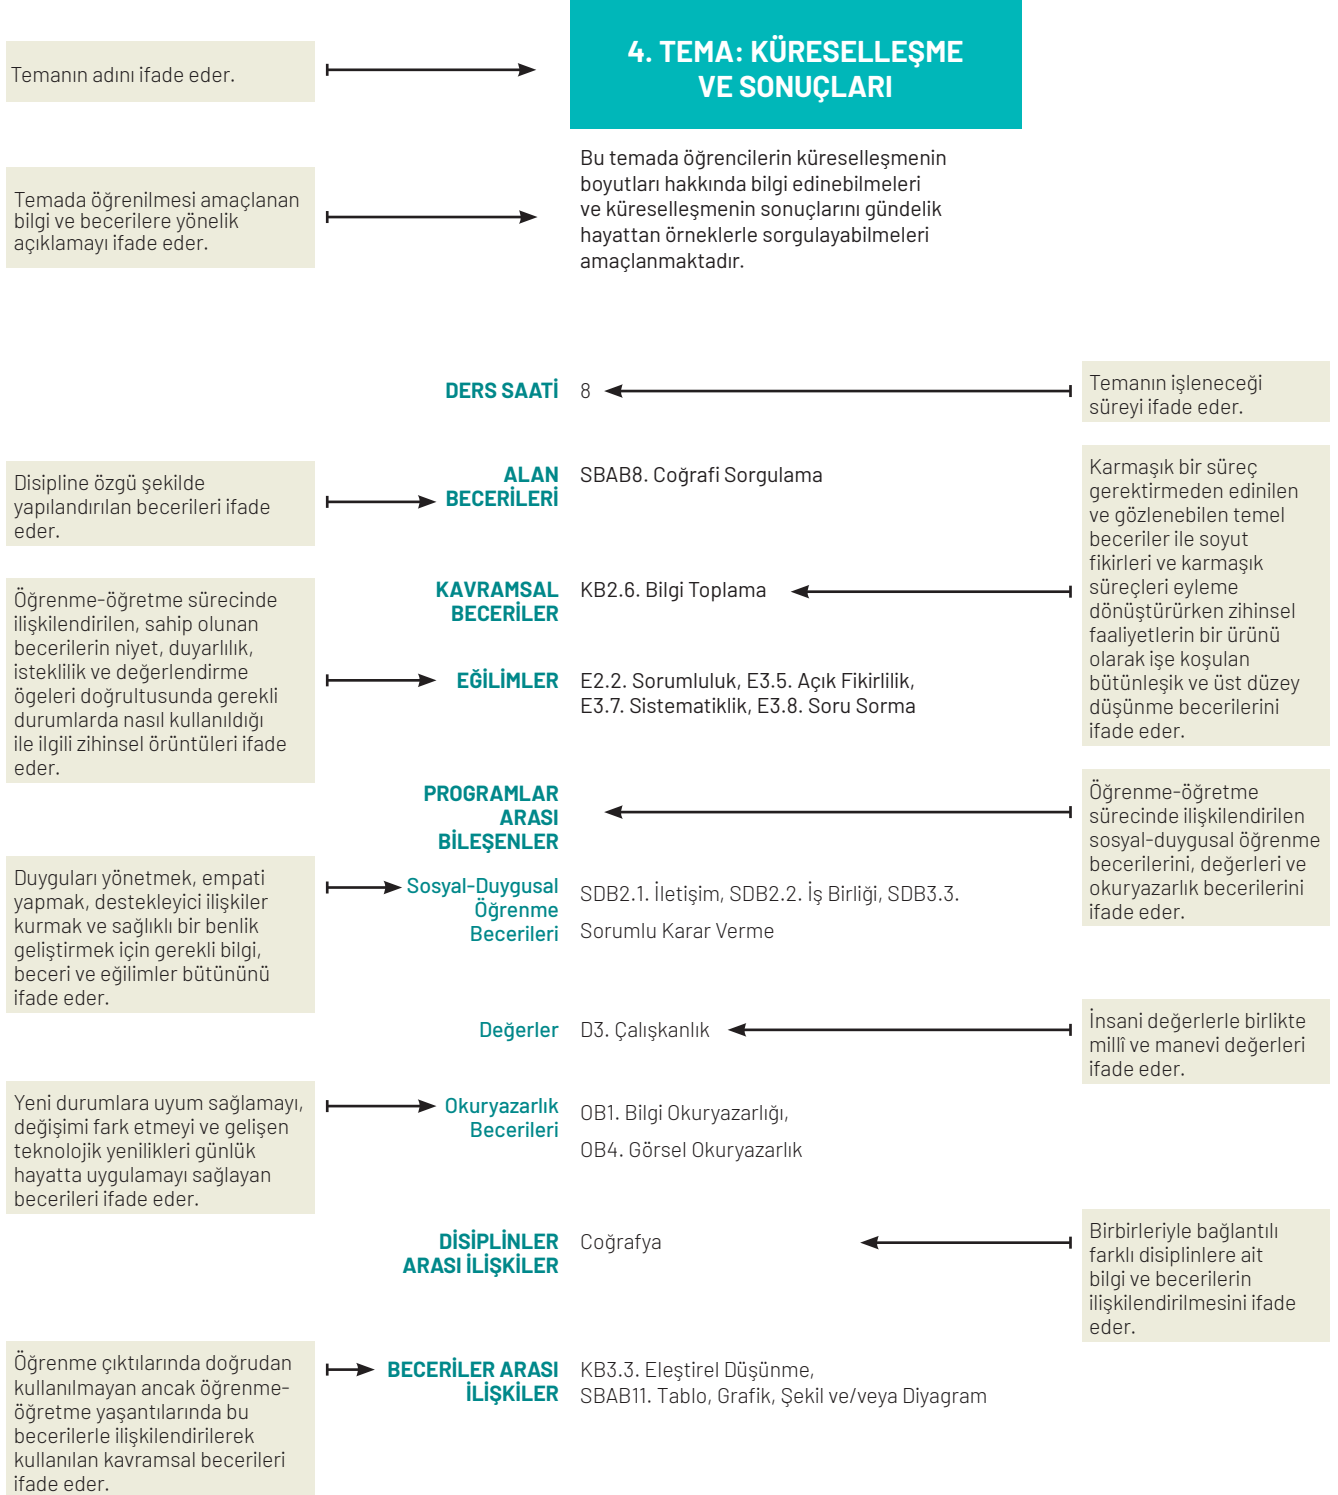 4. TEMA: KÜRESELLEŞME
VE SONUÇLARI
Temanın adını ifade eder.
Bu temada öğrencilerin küreselleşmenin
boyutları hakkında bilgi edinebilmeleri
ve küreselleşmenin sonuçlarını gündelik
hayattan örneklerle sorgulayabilmeleri
amaçlanmaktadır.
Temada öğrenilmesi amaçlanan
bilgi ve becerilere yönelik
açıklamayı ifade eder.
DERS SAATİ
8
Temanın işleneceği
süreyi ifade eder.
Disipline özgü şekilde
yapılandırılan becerileri ifade
eder.
ALAN
BECERİLERİ
SBAB8. Coğrafi Sorgulama
KAVRAMSAL
BECERİLER
KB2.6. Bilgi Toplama
Karmaşık bir süreç
gerektirmeden edinilen
ve gözlenebilen temel
beceriler ile soyut
fikirleri ve karmaşık
süreçleri eyleme
dönüştürürken zihinsel
faaliyetlerin bir ürünü
olarak işe koşulan
bütünleşik ve üst düzey
düşünme becerilerini
ifade eder.
Öğrenme-öğretme sürecinde
ilişkilendirilen, sahip olunan
becerilerin niyet, duyarlılık,
isteklilik ve değerlendirme
ögeleri doğrultusunda gerekli
durumlarda nasıl kullanıldığı
ile ilgili zihinsel örüntüleri ifade
eder.
EĞİLİMLER
E2.2. Sorumluluk, E3.5. Açık Fikirlilik,
E3.7. Sistematiklik, E3.8. Soru Sorma
PROGRAMLAR
ARASI
BİLEŞENLER
Öğrenme-öğretme
sürecinde ilişkilendirilen
sosyal-duygusal öğrenme
becerilerini, değerleri ve
okuryazarlık becerilerini
ifade eder.
Duyguları yönetmek, empati
yapmak, destekleyici ilişkiler
kurmak ve sağlıklı bir benlik
geliştirmek için gerekli bilgi,
beceri ve eğilimler bütününü
ifade eder.
Sosyal-Duygusal
Öğrenme
Becerileri
SDB2.1. İletişim, SDB2.2. İş Birliği, SDB3.3.
Sorumlu Karar Verme
Değerler
D3. Çalışkanlık
İnsani değerlerle birlikte
millî ve manevi değerleri
ifade eder.
Yeni durumlara uyum sağlamayı,
değişimi fark etmeyi ve gelişen
teknolojik yenilikleri günlük
hayatta uygulamayı sağlayan
becerileri ifade eder.
Okuryazarlık
Becerileri
OB1. Bilgi Okuryazarlığı,
OB4. Görsel Okuryazarlık
DİSİPLİNLER
ARASI İLİŞKİLER
Coğrafya
Birbirleriyle bağlantılı
farklı disiplinlere ait
bilgi ve becerilerin
ilişkilendirilmesini ifade
eder.
Öğrenme çıktılarında doğrudan
kullanılmayan ancak öğrenme-
öğretme yaşantılarında bu
becerilerle ilişkilendirilerek
kullanılan kavramsal becerileri
ifade eder.
BECERİLER ARASI
İLİŞKİLER
KB3.3. Eleştirel Düşünme,
SBAB11. Tablo, Grafik, Şekil ve/veya Diyagram